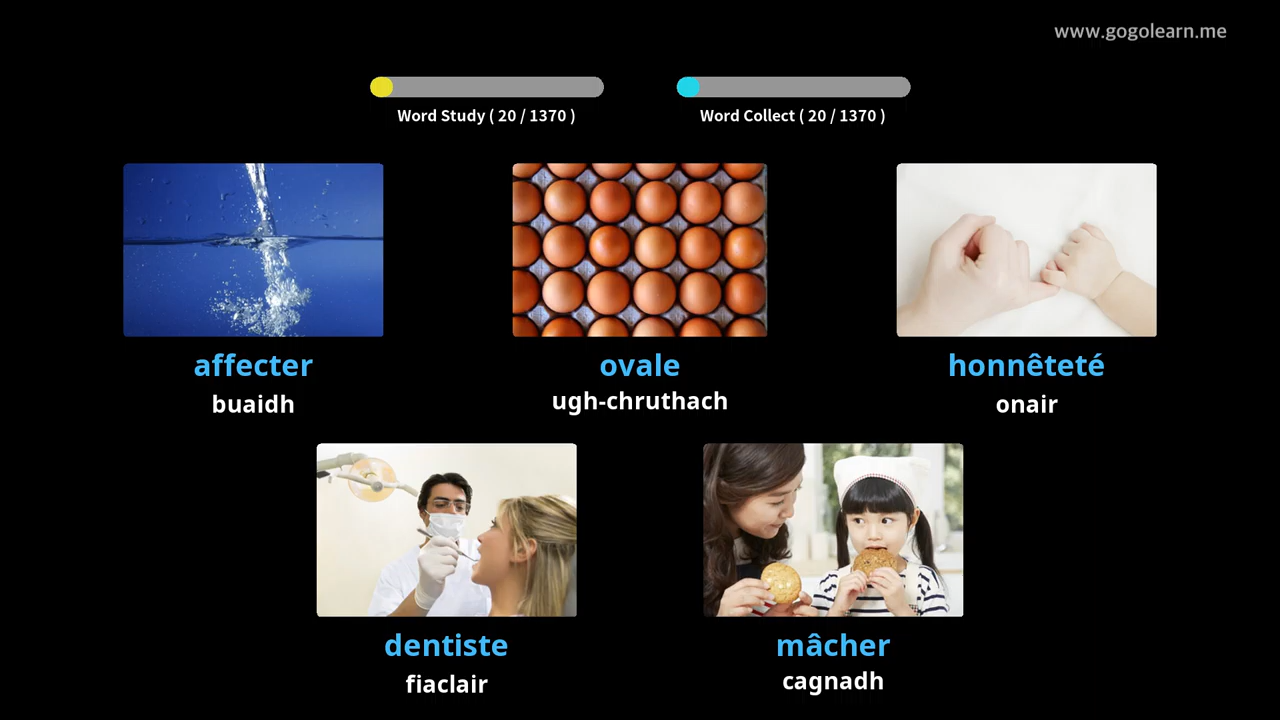 www.gogolearn.me
Word Study ( 20 / 1370 )
Word Collect ( 20 / 1370 )
affecter
buaidh
ovale
ugh-chruthach
honnêteté
onair
dentiste
fiaclair
mâcher
cagnadh